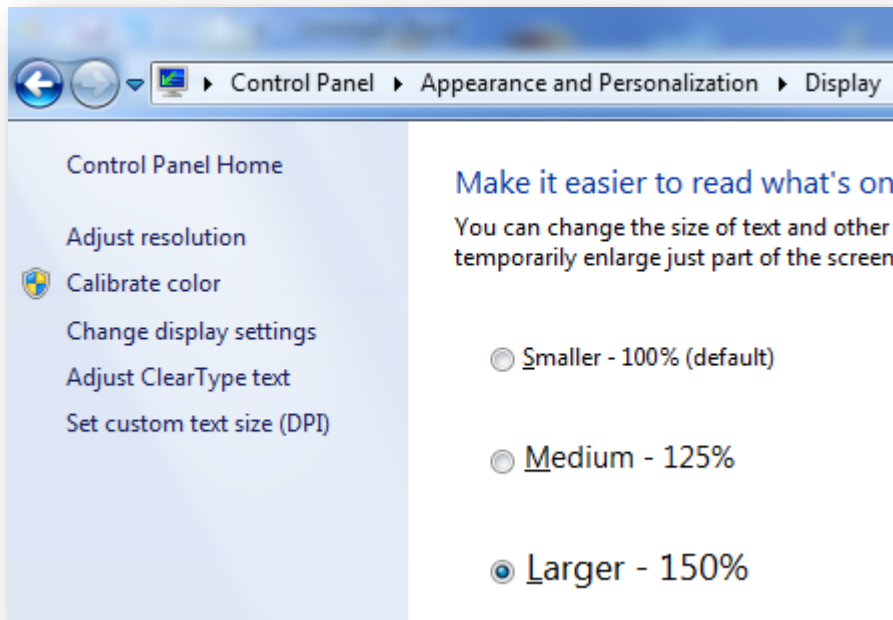 Control Panel Appearance and Personalization Display
Control Panel Home
Adjust resolution
Calibrate color
Change display settings
Adjust ClearType text
Set custom text size (DPI)
Make it easier to read what's on
You can change the size of text and other
temporarily enlarge just part of the screen
Smaller - 100% (default)
Medium - 125%
Larger - 150%